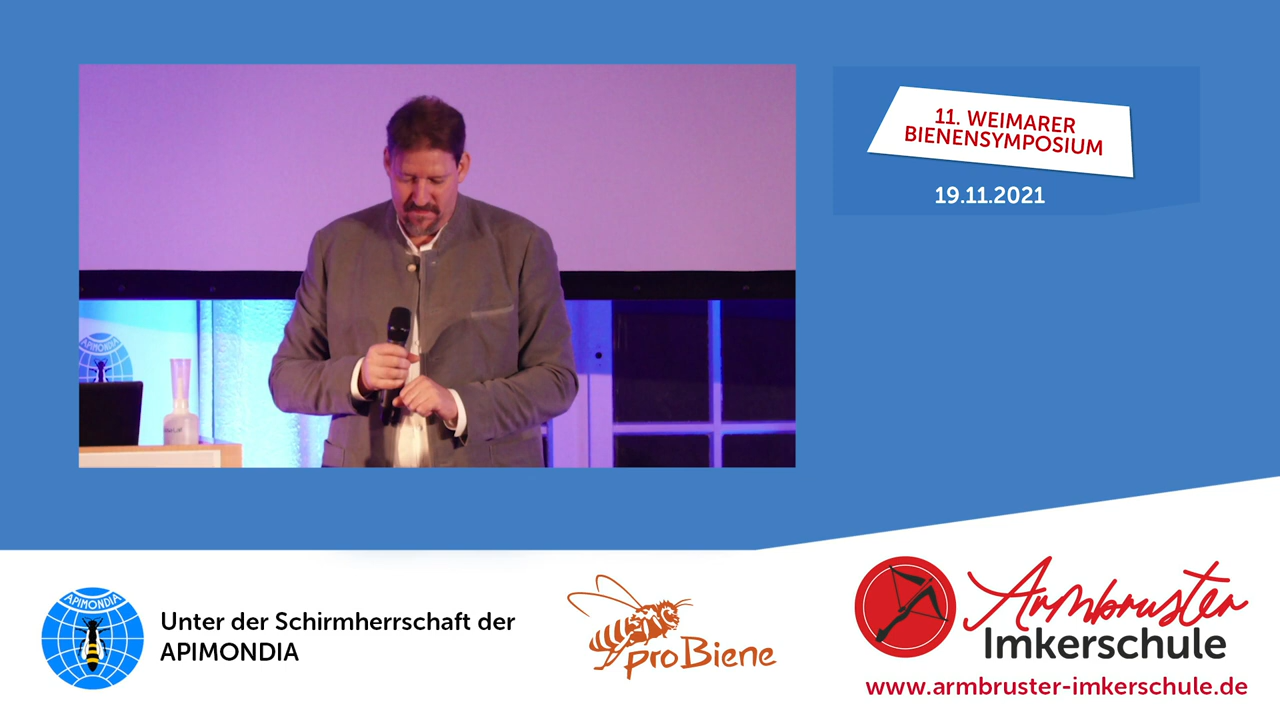 11. WEIMARER
BIENENSYMPOSIUM
19.11.2021
APIMONDIA
APIMONDIA
Unter der Schirmherrschaft der
APIMONDIA
proBiene
Armbruster
Imkerschule
www.armbruster-imkerschule.de